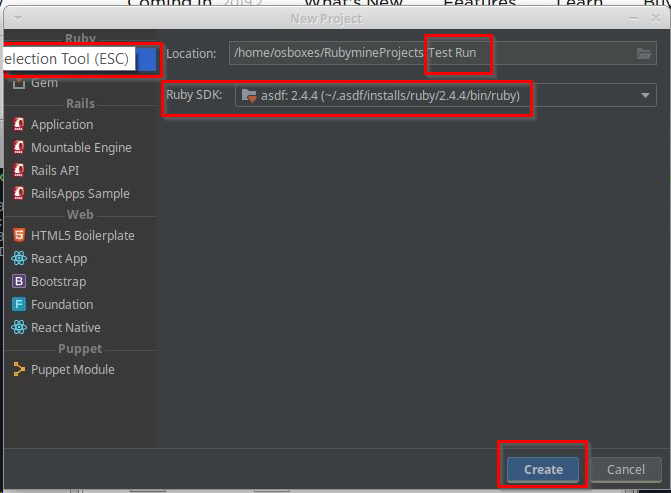 Coming in 2019.2 What's New Features Learn Buy
New Project
Ruby
election Tool (ESC)
Gem
Rails
Application
Mountable Engine
Rails API
RailsApps Sample
Web
HTML5 Boilerplate
React App
Bootstrap
Foundation
React Native
Puppet
Puppet Module
Location: /home/osboxes/RubymineProjects/Test Run
Ruby SDK: asdf: 2.4.4 (~/.asdf/installs/ruby/2.4.4/bin/ruby)
Create Cancel